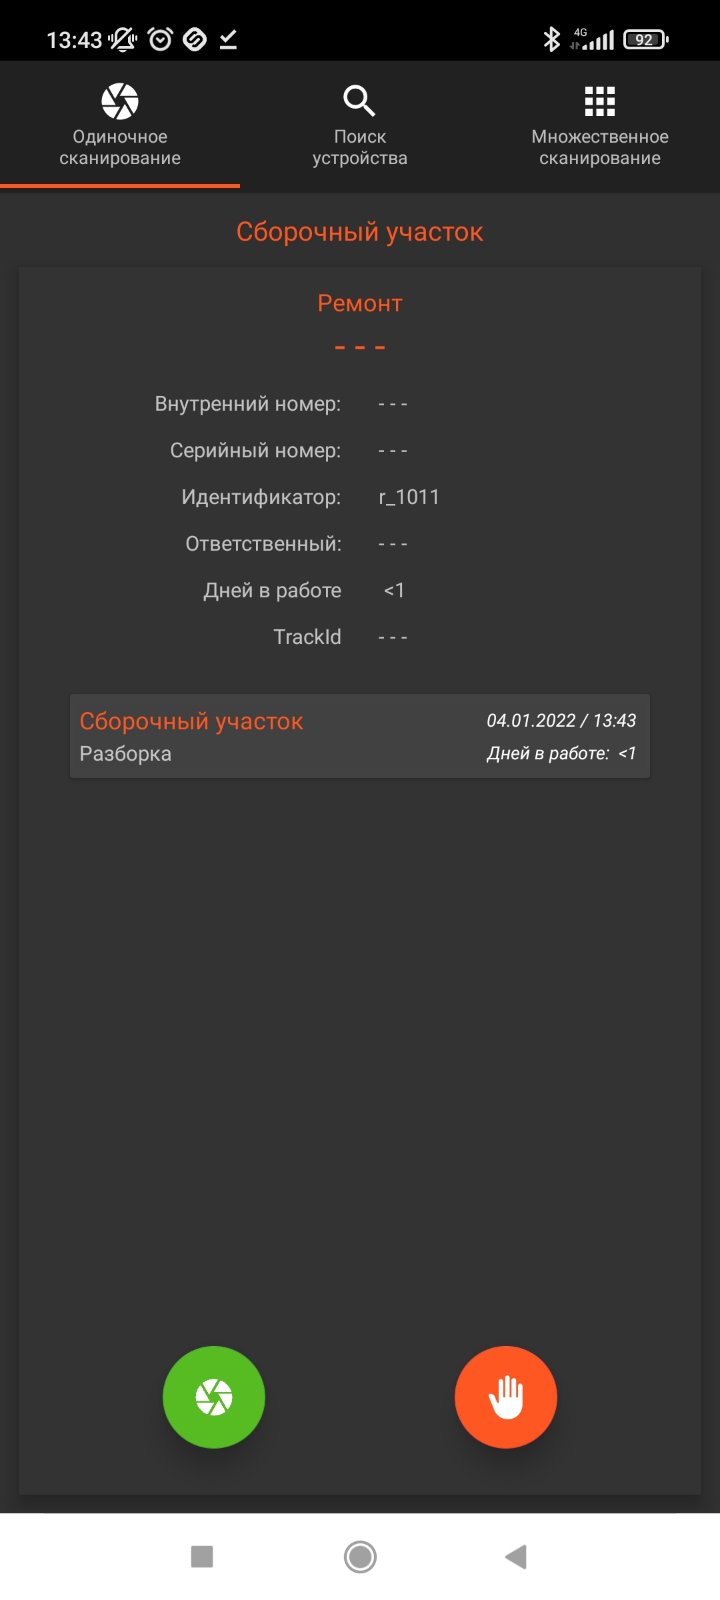 13:43
4G
92
Одиночное
сканирование
Поиск
устройства
Множественное
сканирование
Сборочный участок
Ремонт
- - -
Внутренний номер: - - -
Серийный номер: - - -
Идентификатор: r_1011
Ответственный: - - -
Дней в работе <1
TrackId - - -
Сборочный участок 04.01.2022 / 13:43
Разборка Дней в работе: <1